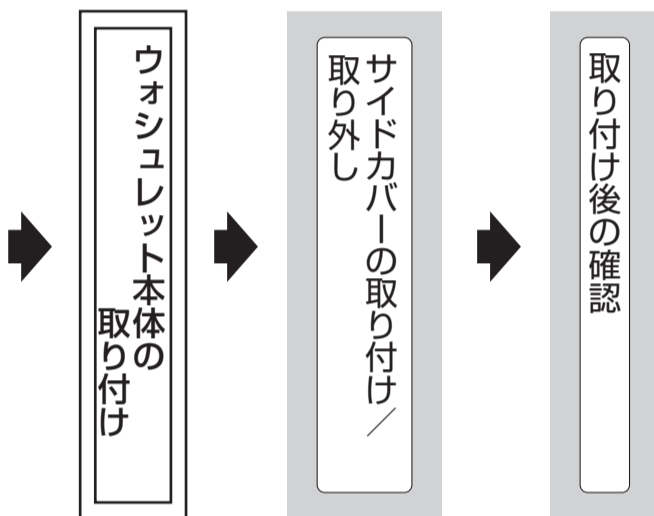 ウォシュレット本体の
取り付け
サイドカバーの取り付け／
取り外し
取り付け後の確認